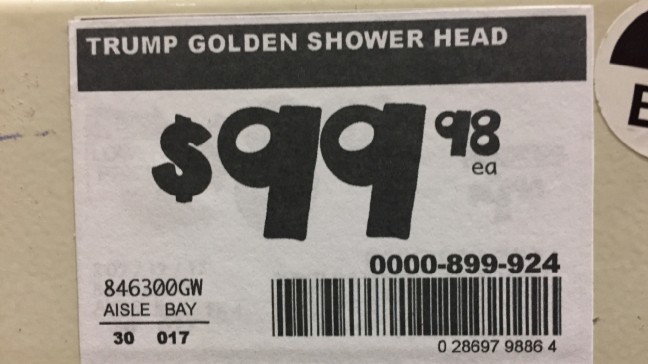 TRUMP GOLDEN SHOWER HEAD
$99 98
ea
0000-899-924
846300GW
AISLE BAY
30 017
0 28697 9886 4